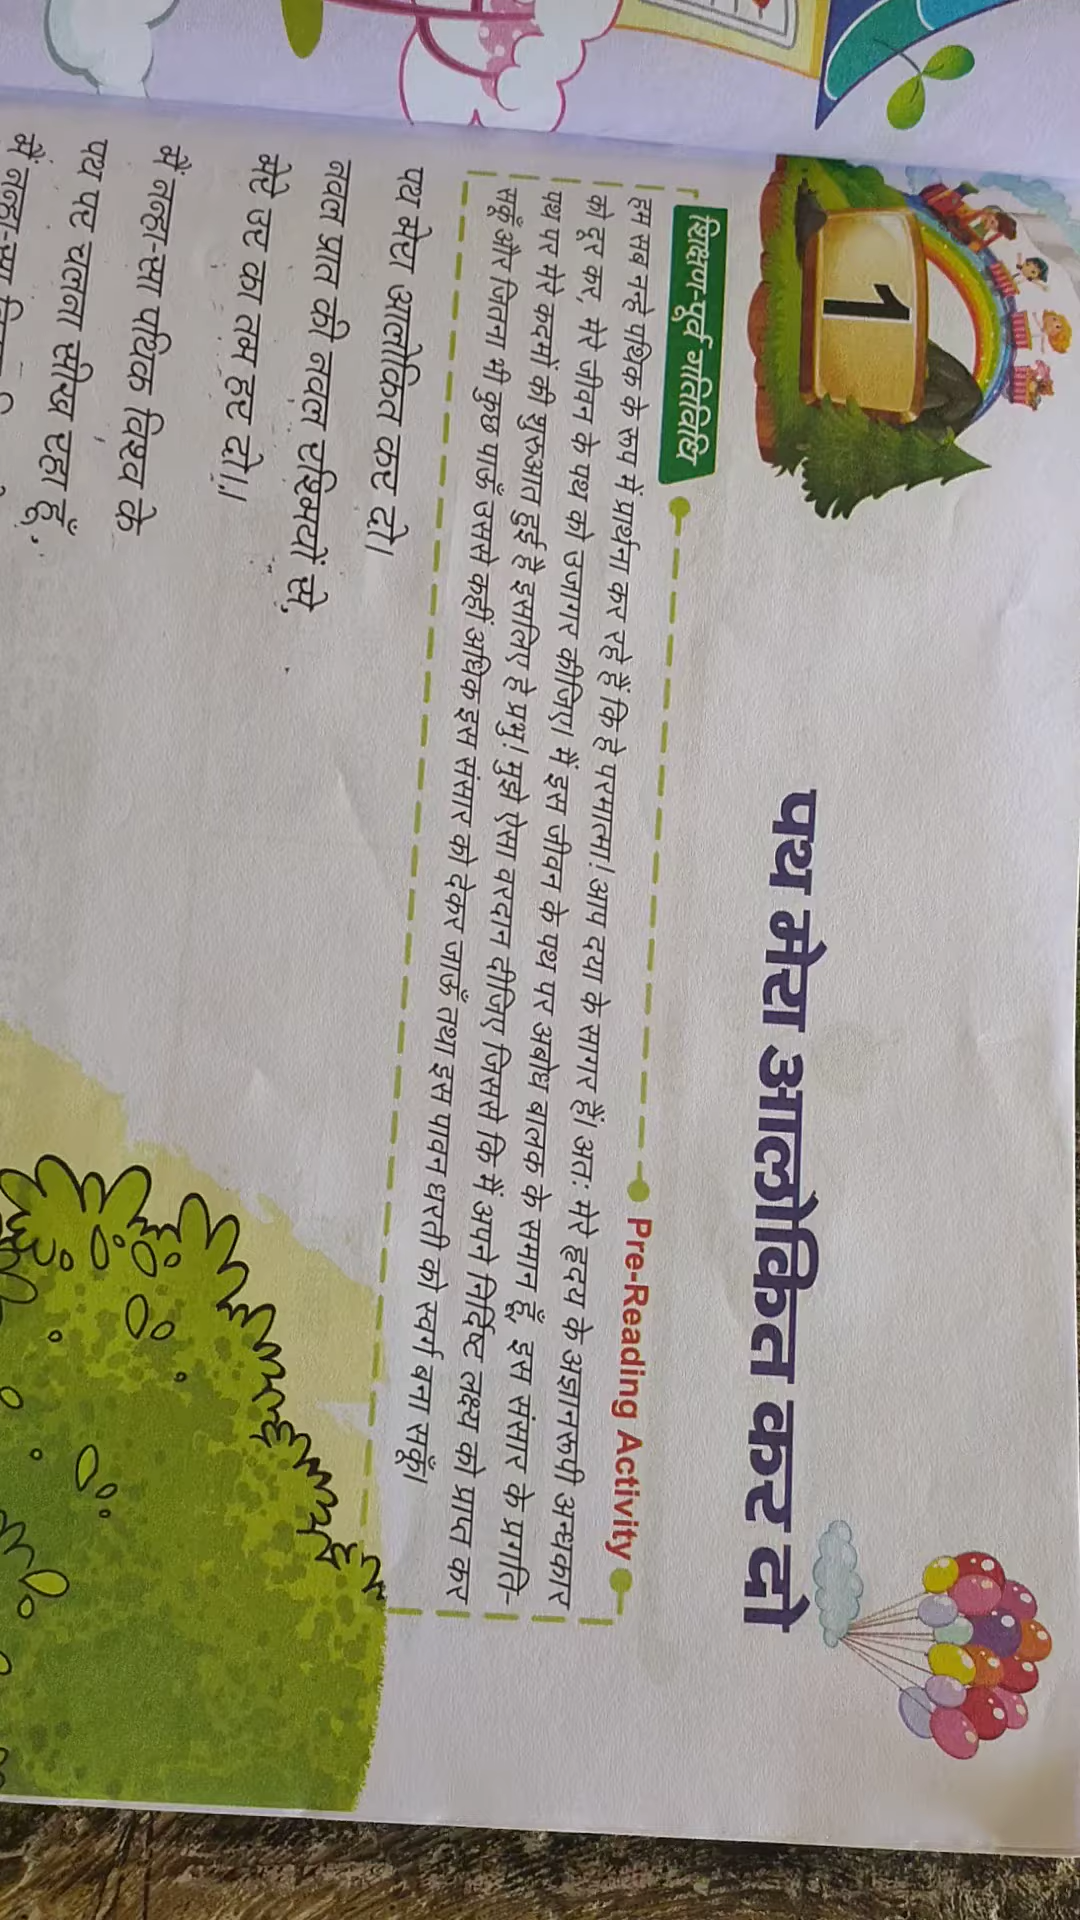 1
पथ मेरा आलोकित कर दो
शिक्षण-पूर्व गतिविधि
Pre-Reading Activity
हम सब नन्हे पथिक के रूप में प्रार्थना कर रहे हैं कि हे परमात्मा! आप दया के सागर हैं। अतः मेरे हृदय के अज्ञानरूपी अन्धकार
को दूर कर, मेरे जीवन के पथ को उजागर कीजिए। मैं इस जीवन के पथ पर अबोध बालक के समान हूँ, इस संसार के प्रगति-
पथ पर मेरे कदमों की शुरुआत हुई है इसलिए हे प्रभु! मुझे ऐसा वरदान दीजिए जिससे कि मैं अपने निर्दिष्ट लक्ष्य को प्राप्त कर
सकूँ और जितना भी कुछ पाऊँ उससे कहीं अधिक इस संसार को देकर जाऊँ तथा इस पावन धरती को स्वर्ग बना सकूँ।
पथ मेरा आलोकित कर दो।
नवल प्रात की नवल रश्मियों से,
मेरे उर का तम हर दो।।
मैं नन्हा-सा पथिक विश्व के
पथ पर चलना सीख रहा हूँ,
मैं नन्हा-सा